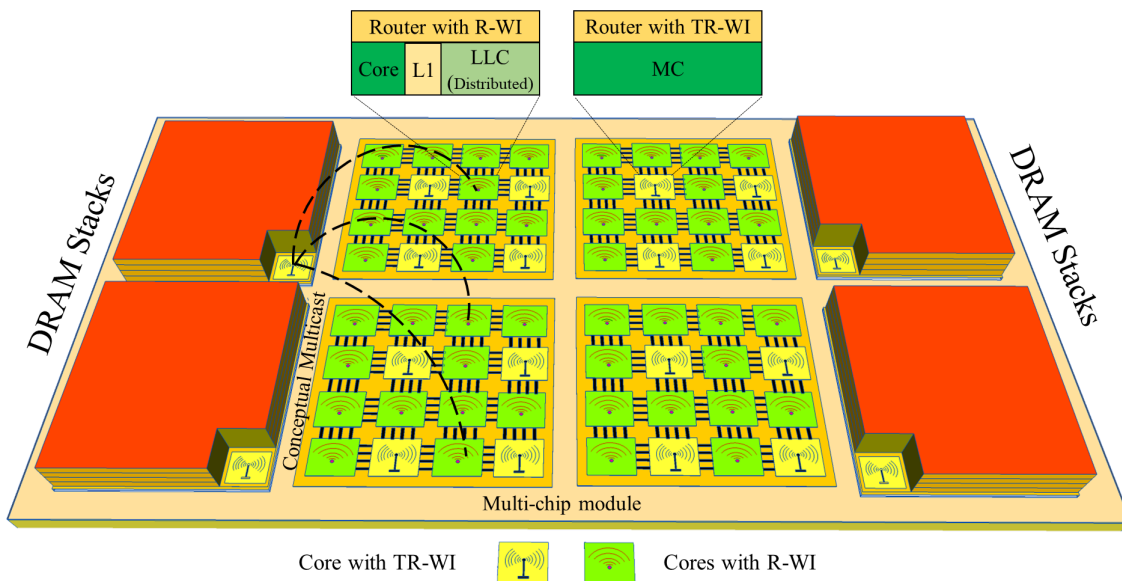 Router with R-WI
Core
L1
LLC
(Distributed)
Router with TR-WI
MC
DRAM Stacks
DRAM Stacks
Conceptual Multicast
Multi-chip module
Core with TR-WI
Cores with R-WI